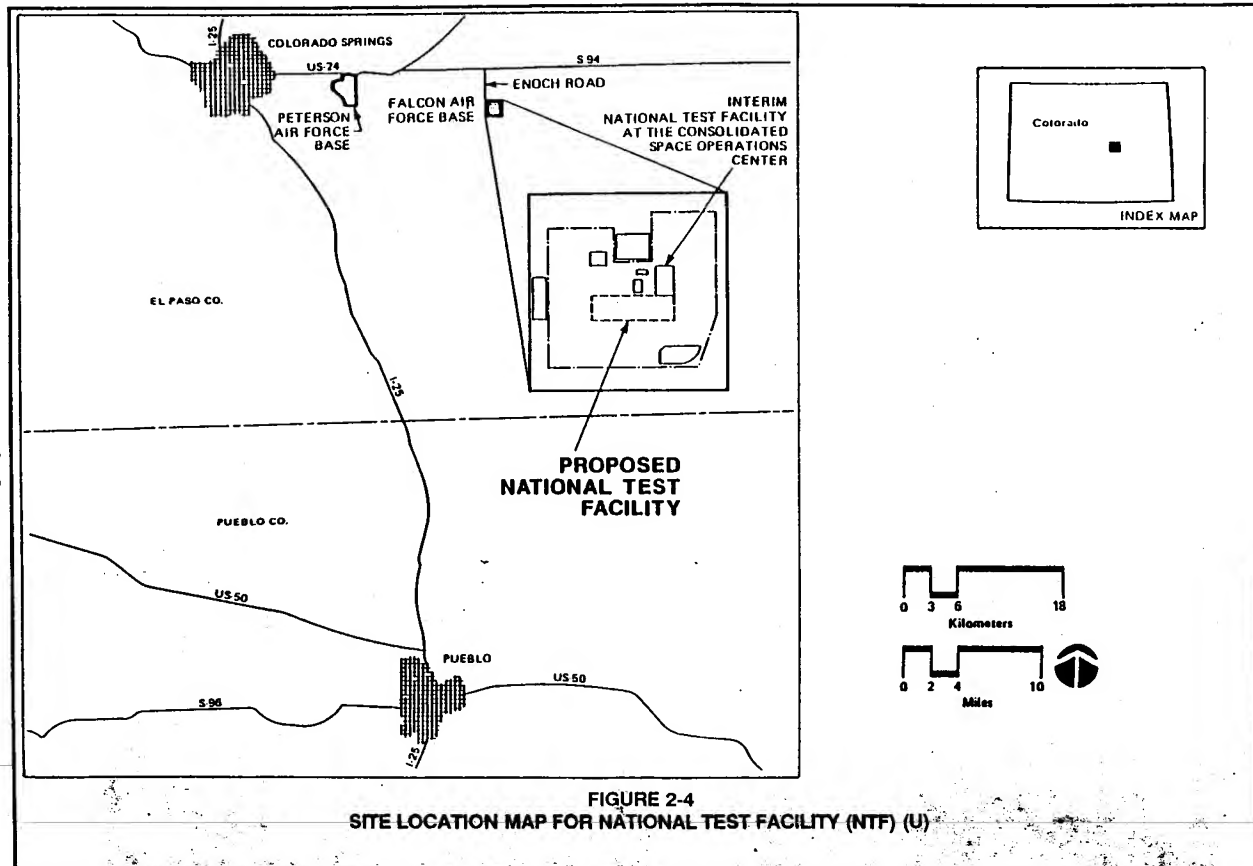 I-25
COLORADO SPRINGS
US-24
S 94
ENOCH ROAD
PETERSON
AIR FORCE
BASE
FALCON AIR
FORCE BASE
INTERIM
NATIONAL TEST FACILITY
AT THE CONSOLIDATED
SPACE OPERATIONS
CENTER
Colorado
INDEX MAP
EL PASO CO.
I-25
PROPOSED
NATIONAL TEST
FACILITY
PUEBLO CO.
US-50
PUEBLO
US 50
S-96
I-25
0 3 6 18
Kilometers
0 2 4 10
Miles
FIGURE 2-4
SITE LOCATION MAP FOR NATIONAL TEST FACILITY (NTF) (U)